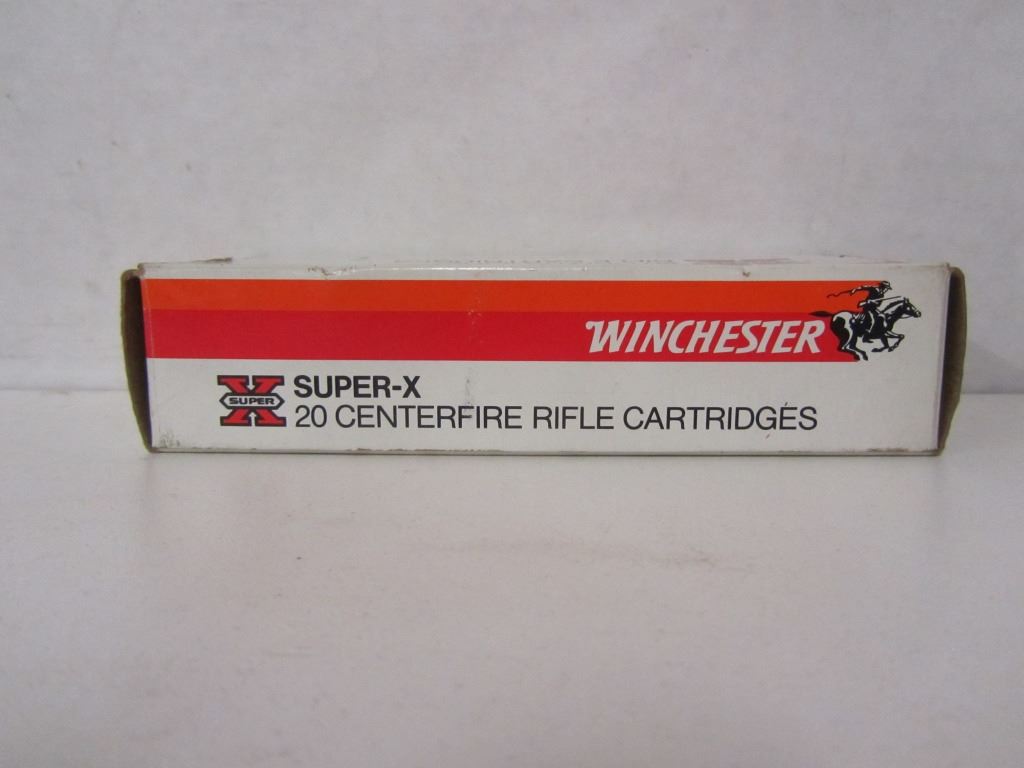 WINCHESTER
SUPER-X
SUPER
20 CENTERFIRE RIFLE CARTRIDGES